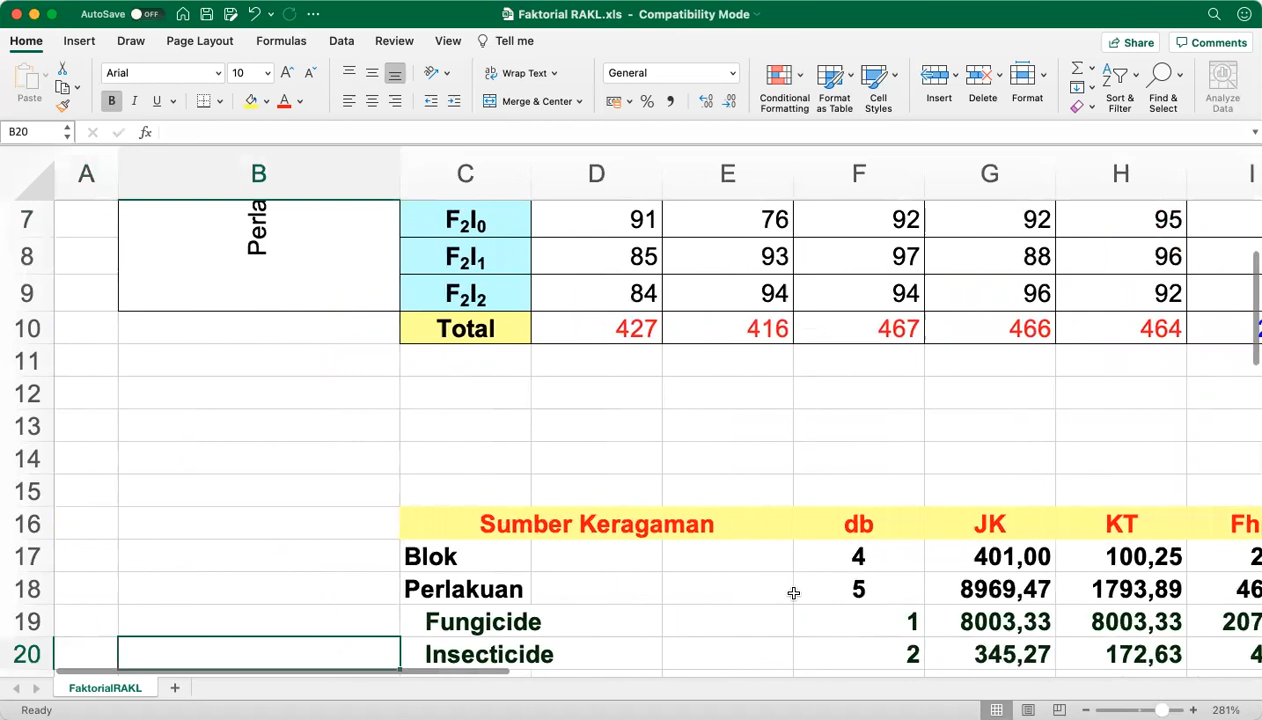 AutoSave OFF Faktorial RAKL.xls - Compatibility Mode
Home Insert Draw Page Layout Formulas Data Review View Tell me Share Comments
Paste Arial 10 Wrap Text General Conditional Formatting Format as Table Cell Styles Insert Delete Format Sort & Filter Find & Select Analyze Data
B I U A Merge & Center
B20 fx
A B C D E F G H I
7 Perla F₂I₀ 91 76 92 92 95
8 F₂I₁ 85 93 97 88 96
9 F₂I₂ 84 94 94 96 92
10 Total 427 416 467 466 464
11
12
13
14
15
16 Sumber Keragaman db JK KT Fh
17 Blok 4 401,00 100,25 2
18 Perlakuan 5 8969,47 1793,89 46
19 Fungicide 1 8003,33 8003,33 207
20 Insecticide 2 345,27 172,63 4
FaktorialRAKL
Ready 281%